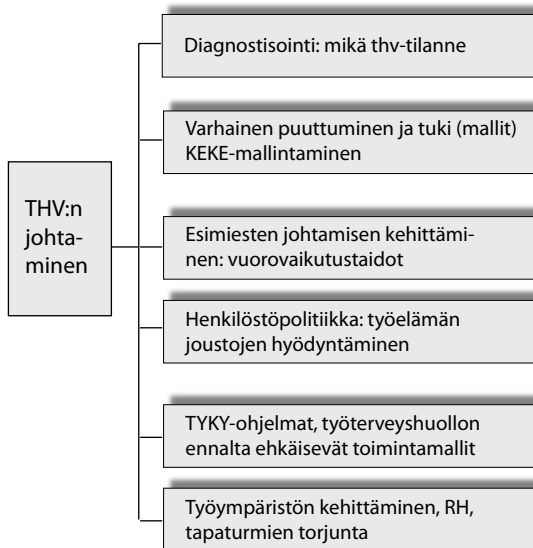 THV:n
johta-
minen
Diagnostisointi: mikä thv-tilanne
Varhainen puuttuminen ja tuki (mallit)
KEKE-mallintaminen
Esimiesten johtamisen kehittämi-
nen: vuorovaikutustaidot
Henkilöstöpolitiikka: työelämän
joustojen hyödyntäminen
TYKY-ohjelmat, työterveyshuollon
ennalta ehkäisevät toimintamallit
Työympäristön kehittäminen, RH,
tapaturmien torjunta